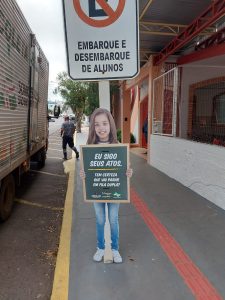 EMBARQUE E
DESEMBARQUE
DE ALUNOS
EU SIGO
SEUS ATOS.
TEM CERTEZA
QUE VAI PARAR
EM FILA DUPLA?